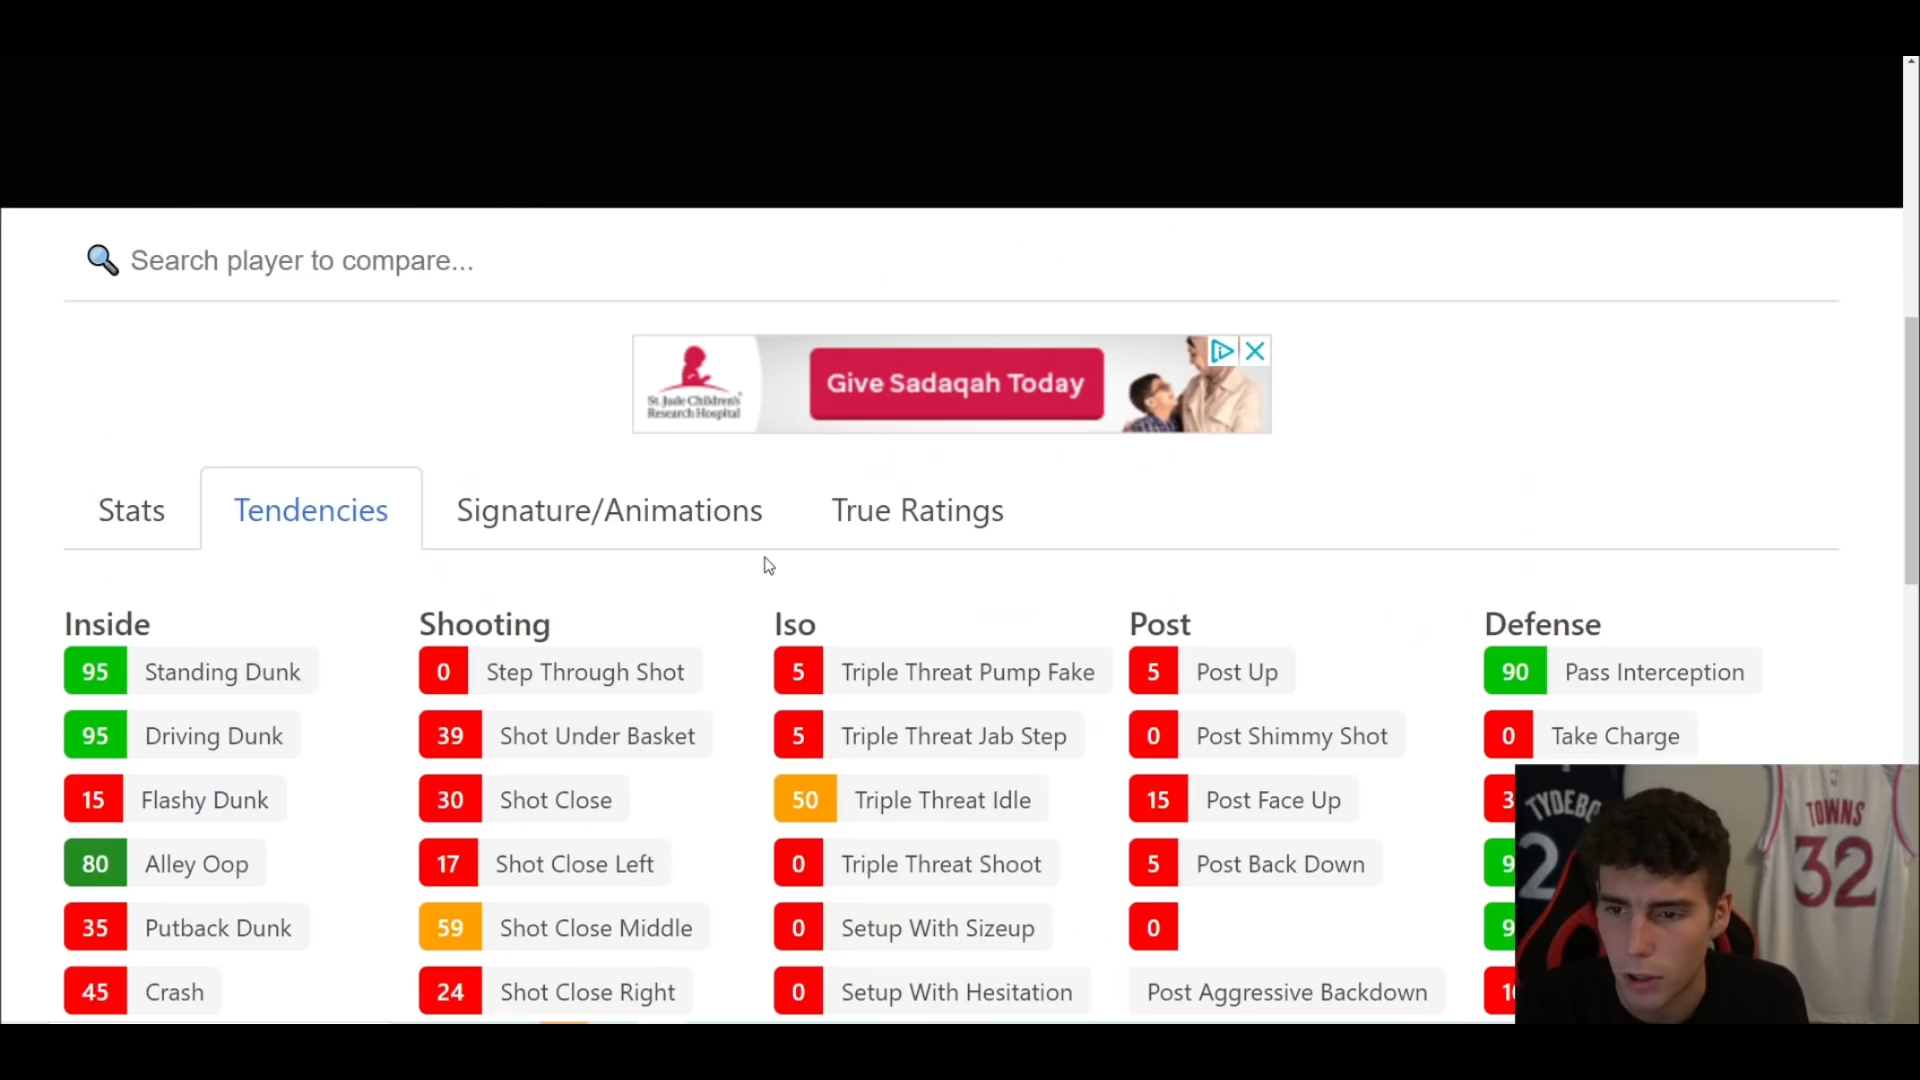 Search player to compare...
St. Jude Children's
Research Hospital
Give Sadaqah Today
Stats
Tendencies
Signature/Animations
True Ratings
Inside
95 Standing Dunk
95 Driving Dunk
15 Flashy Dunk
80 Alley Oop
35 Putback Dunk
45 Crash
Shooting
0 Step Through Shot
39 Shot Under Basket
30 Shot Close
17 Shot Close Left
59 Shot Close Middle
24 Shot Close Right
Iso
5 Triple Threat Pump Fake
5 Triple Threat Jab Step
50 Triple Threat Idle
0 Triple Threat Shoot
0 Setup With Sizeup
0 Setup With Hesitation
Post
5 Post Up
0 Post Shimmy Shot
15 Post Face Up
5 Post Back Down
0
Post Aggressive Backdown
Defense
90 Pass Interception
0 Take Charge
TYDEBO
2
TOWNS
32